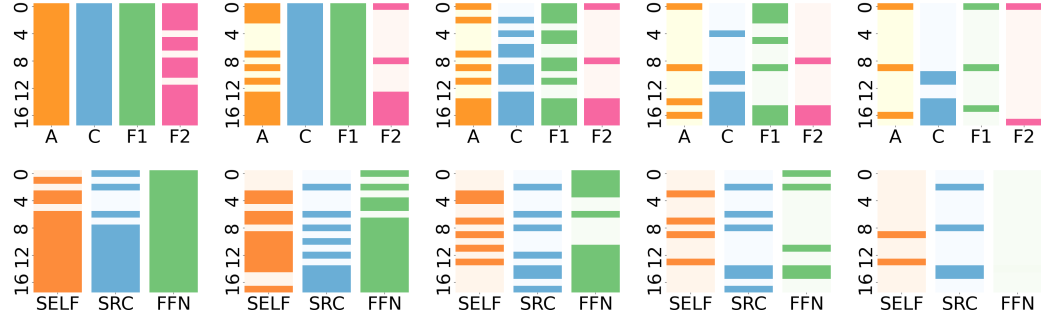 0 0 0 0 0
4 4 4 4 4
8 8 8 8 8
12 12 12 12 12
16 16 16 16 16
A C F1 F2 A C F1 F2 A C F1 F2 A C F1 F2 A C F1 F2
0 0 0 0 0
4 4 4 4 4
8 8 8 8 8
12 12 12 12 12
16 16 16 16 16
SELF SRC FFN SELF SRC FFN SELF SRC FFN SELF SRC FFN SELF SRC FFN